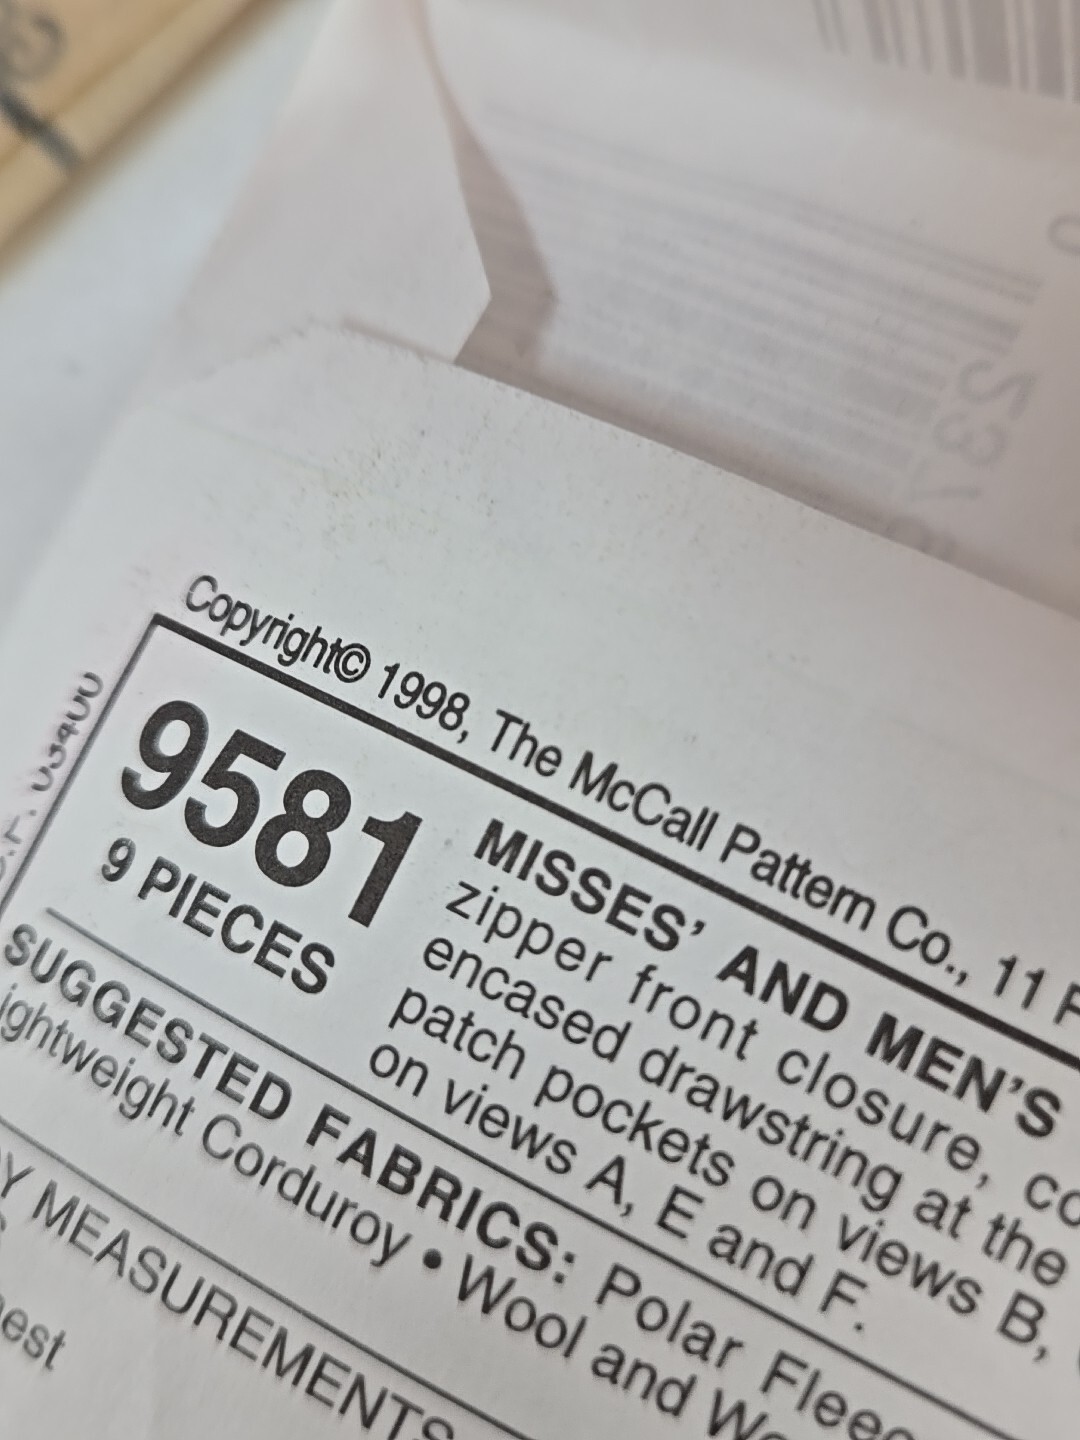 Copyright© 1998, The McCall Pattern Co., 11
9581
9 PIECES
MISSES' AND MEN'S
zipper front closure,
encased drawstring at the
patch pockets on views B,
on views A, E and F.
SUGGESTED FABRICS: Polar
Corduroy • Wool and
MEASUREMENTS